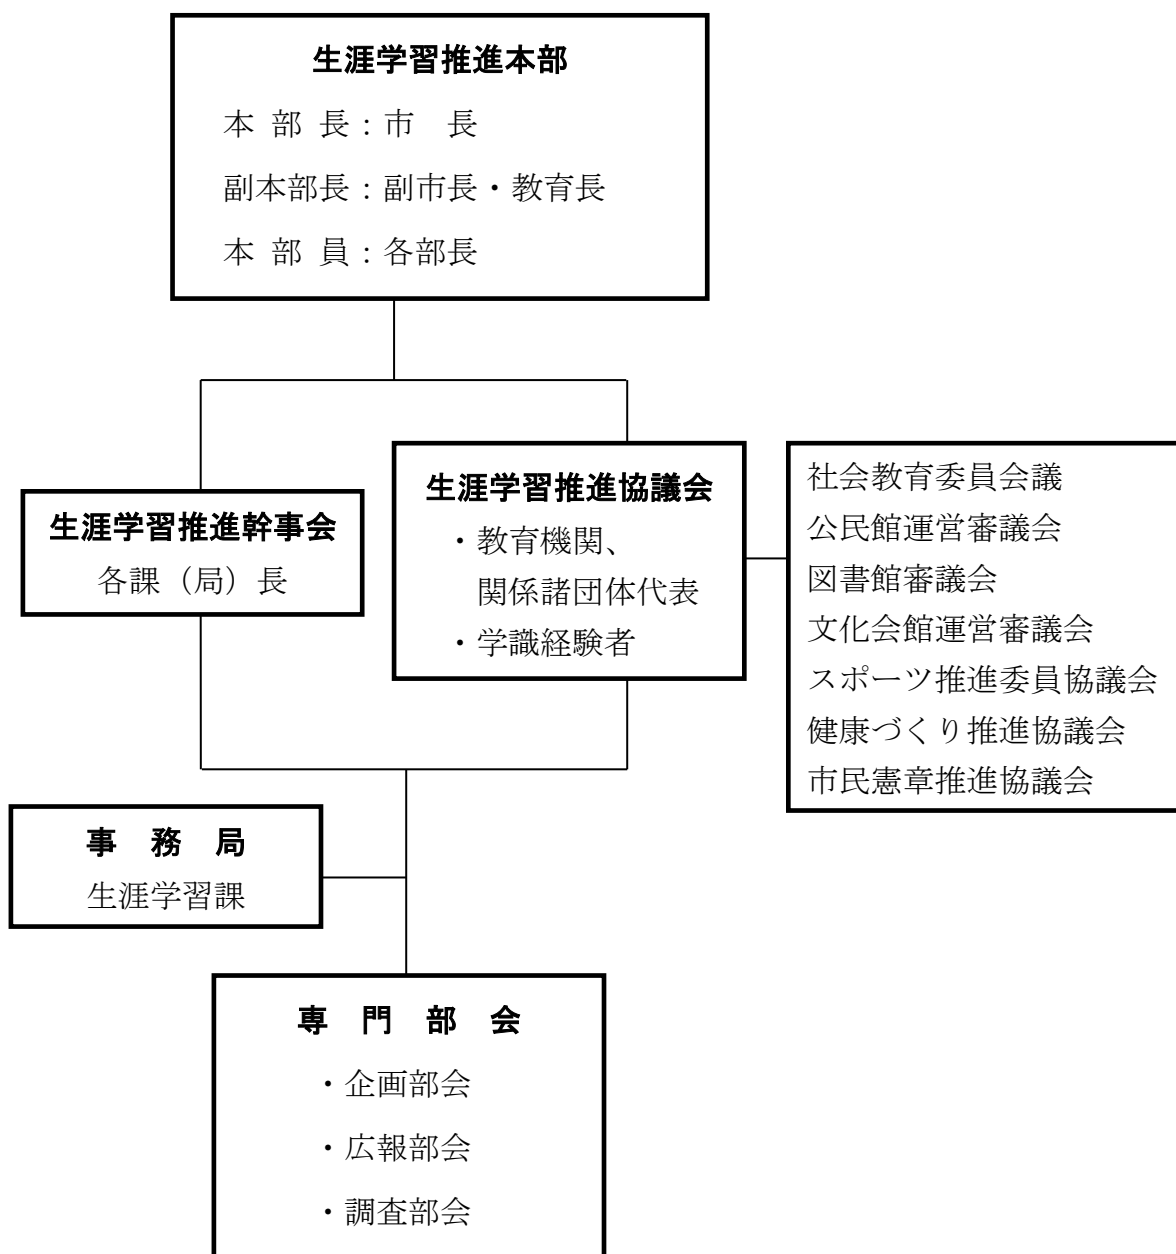 生涯学習推進本部
本 部 長：市　長
副本部長：副市長・教育長
本 部 員：各部長
生涯学習推進幹事会
各課（局）長
生涯学習推進協議会
・教育機関、
関係諸団体代表
・学識経験者
社会教育委員会議
公民館運営審議会
図書館審議会
文化会館運営審議会
スポーツ推進委員協議会
健康づくり推進協議会
市民憲章推進協議会
事　務　局
生涯学習課
専　門　部　会
・企画部会
・広報部会
・調査部会